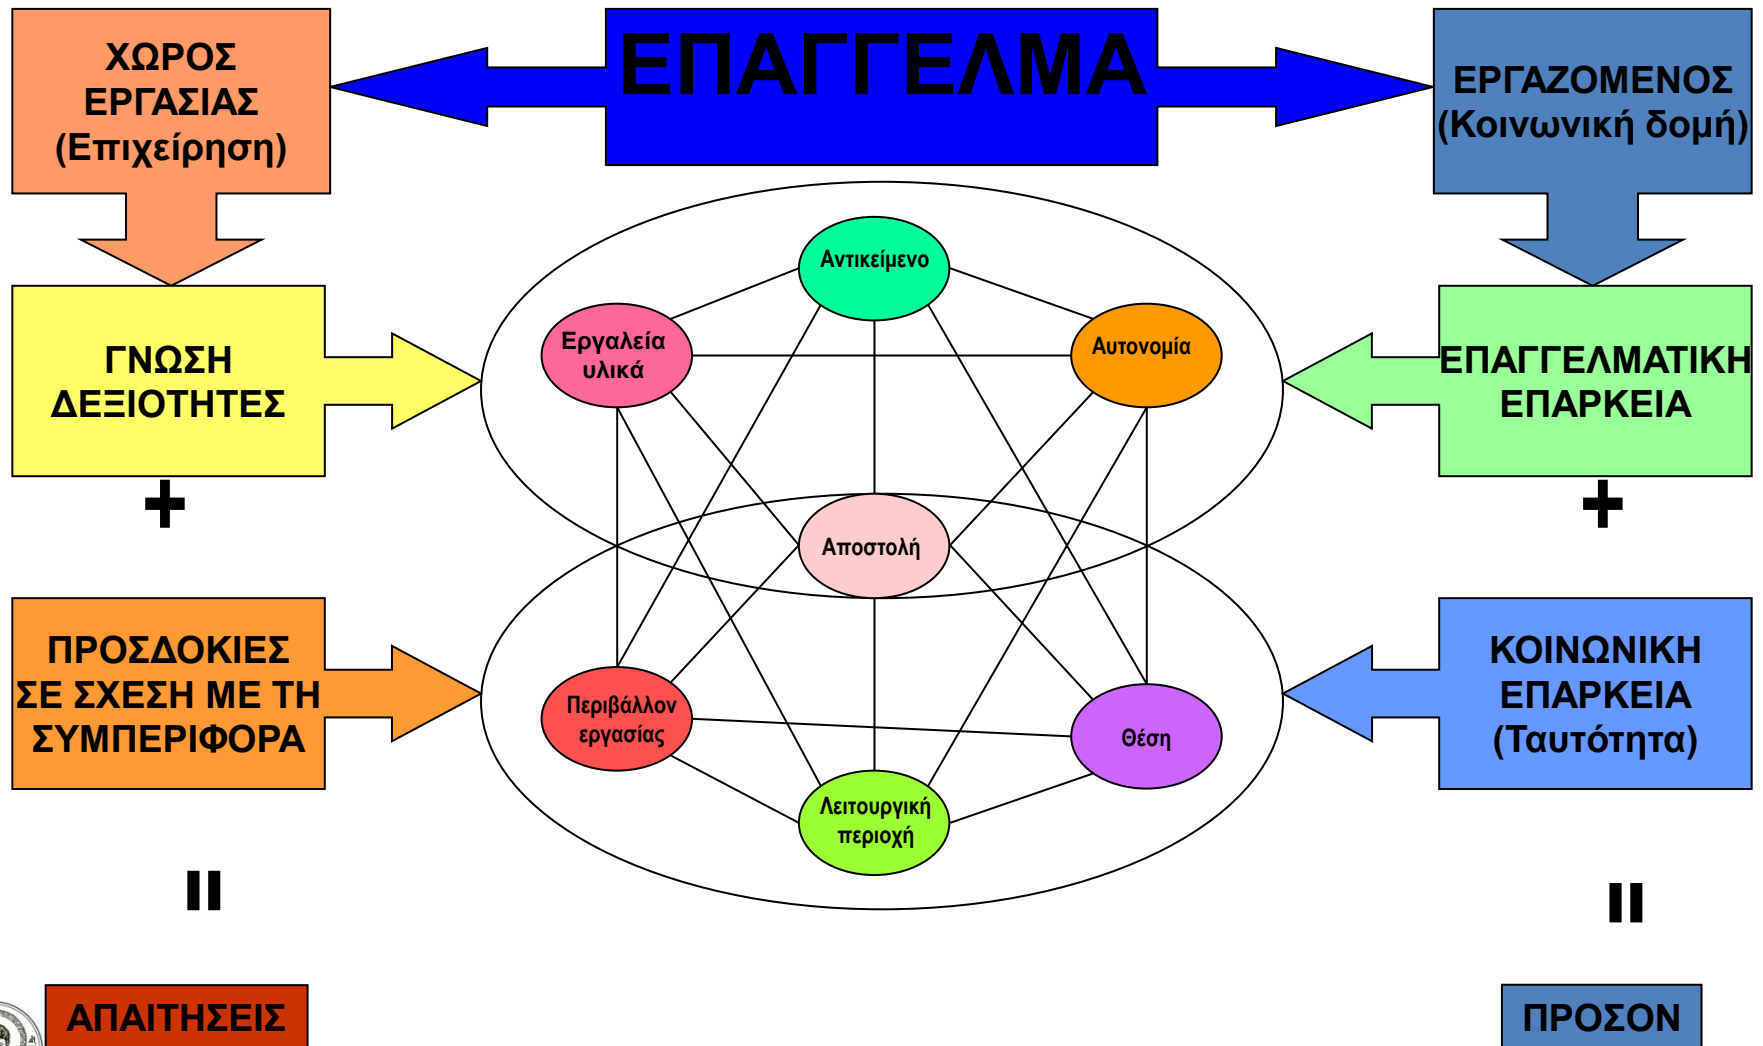 ΕΠΑΓΓΕΛΜΑ
ΧΩΡΟΣ
ΕΡΓΑΣΙΑΣ
(Επιχείρηση)
ΕΡΓΑΖΟΜΕΝΟΣ
(Κοινωνική δομή)
Αντικείμενο
Εργαλεία
υλικά
Αυτονομία
ΓΝΩΣΗ
ΔΕΞΙΟΤΗΤΕΣ
ΕΠΑΓΓΕΛΜΑΤΙΚΗ
ΕΠΑΡΚΕΙΑ
+
+
Αποστολή
ΠΡΟΣΔΟΚΙΕΣ
ΣΕ ΣΧΕΣΗ ΜΕ ΤΗ
ΣΥΜΠΕΡΙΦΟΡΑ
ΚΟΙΝΩΝΙΚΗ
ΕΠΑΡΚΕΙΑ
(Ταυτότητα)
Περιβάλλον
εργασίας
Θέση
Λειτουργική
περιοχή
=
=
ΑΠΑΙΤΗΣΕΙΣ
ΠΡΟΣΟΝ